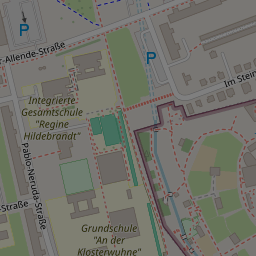 P
r-Allende-Straße
P
Im Stein
Integrierte
Gesamtschule
"Regine
Hildebrandt"
Pablo-Neruda-Straße
-Straße
Grundschule
"An der
Klosterwuhne"